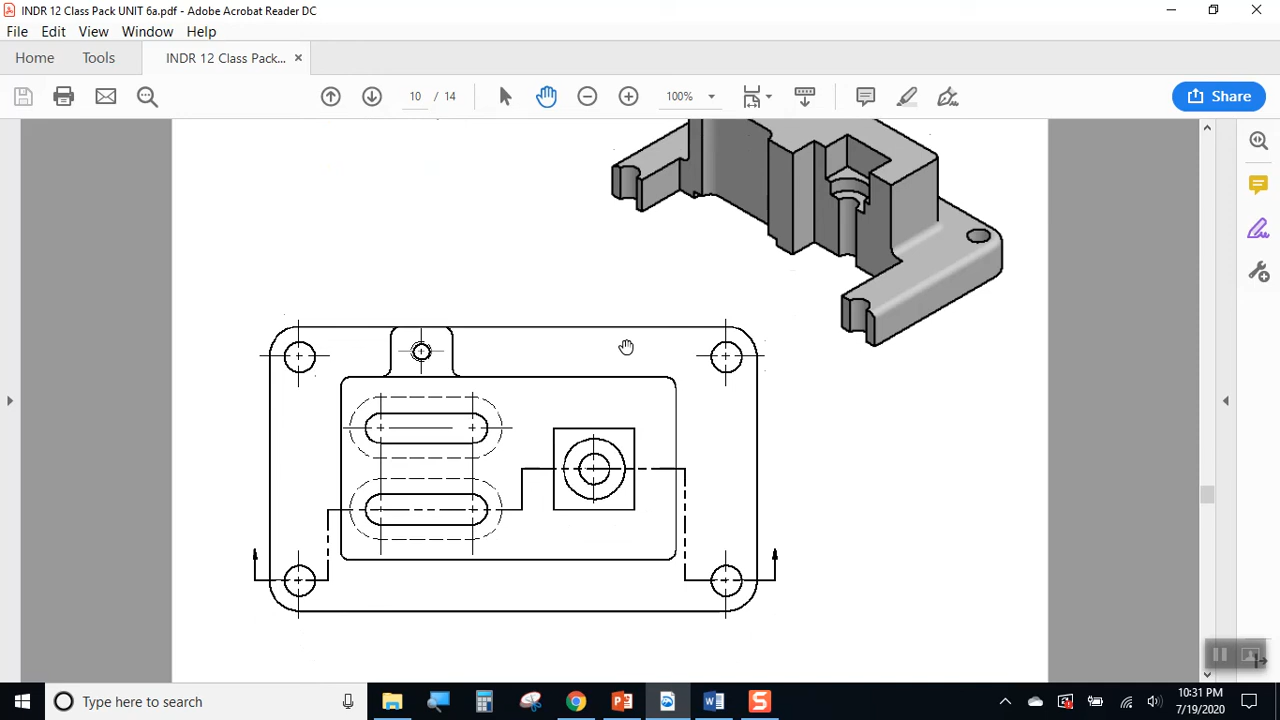 INDR 12 Class Pack UNIT 6a.pdf - Adobe Acrobat Reader DC
File Edit View Window Help
Home Tools INDR 12 Class Pack... ×
10 / 14 100% Share
Type here to search
10:31 PM
7/19/2020